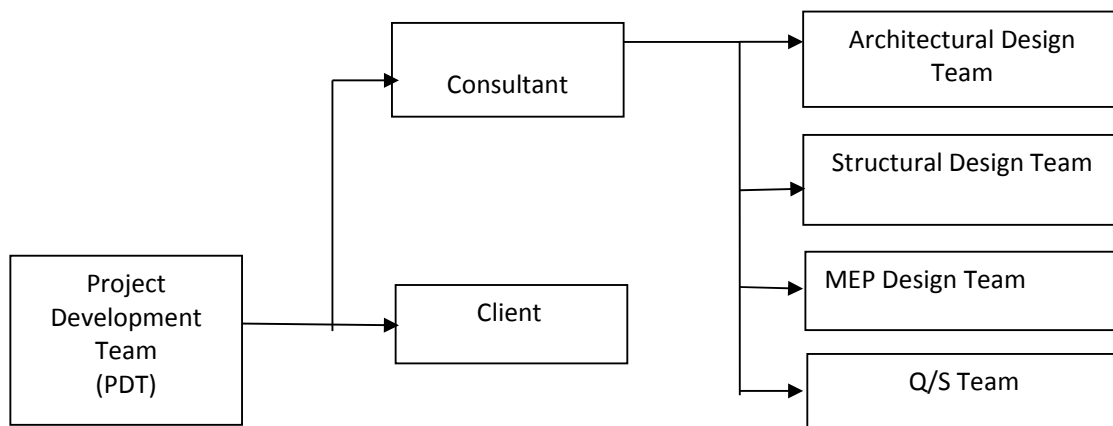 Architectural Design
Team
Consultant
Structural Design Team
Project
Development
Team
(PDT)
Client
MEP Design Team
Q/S Team